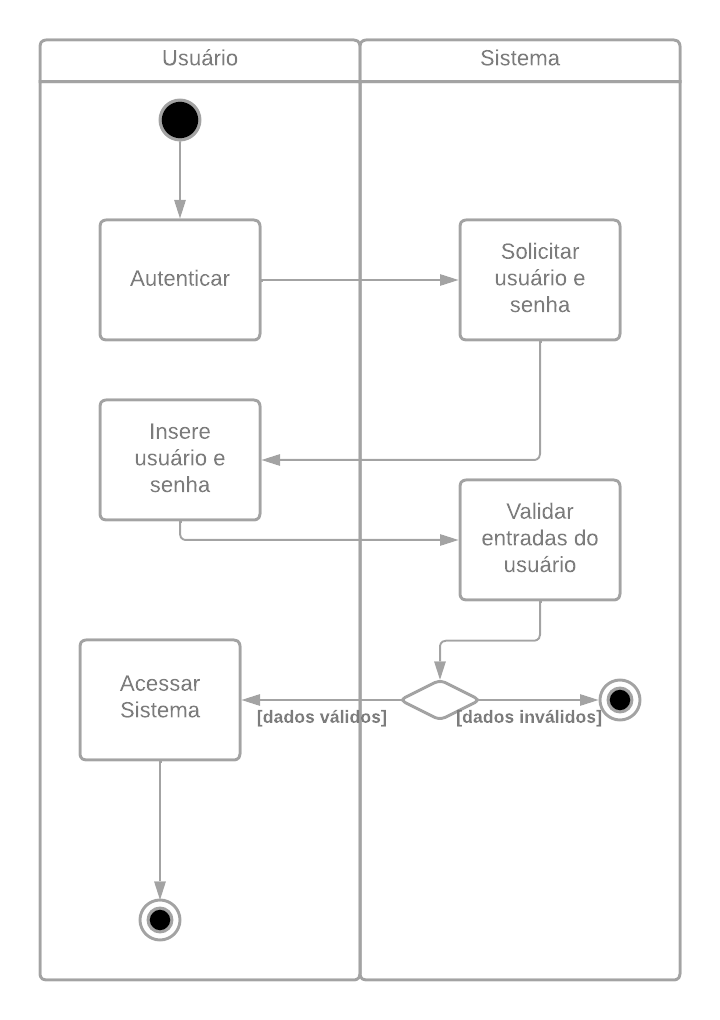 Usuário
Sistema
Autenticar
Solicitar
usuário e
senha
Insere
usuário e
senha
Validar
entradas do
usuário
Acessar
Sistema
[dados válidos]
[dados inválidos]